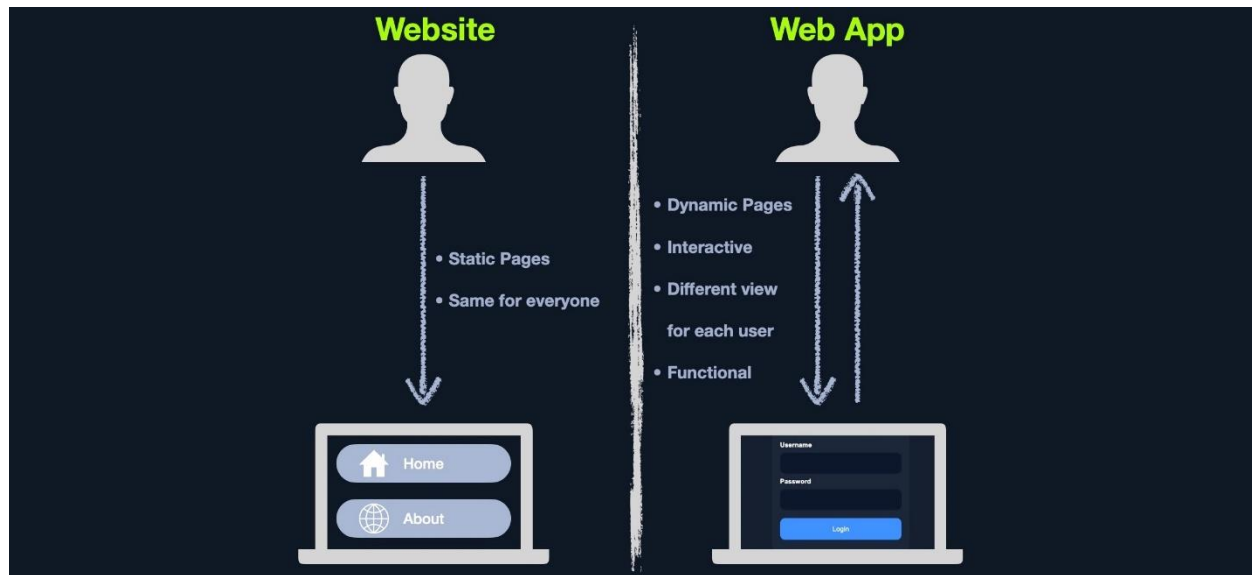 Website
• Static Pages
• Same for everyone
Home
About
Web App
• Dynamic Pages
• Interactive
• Different view
for each user
• Functional
Username
Password
Login